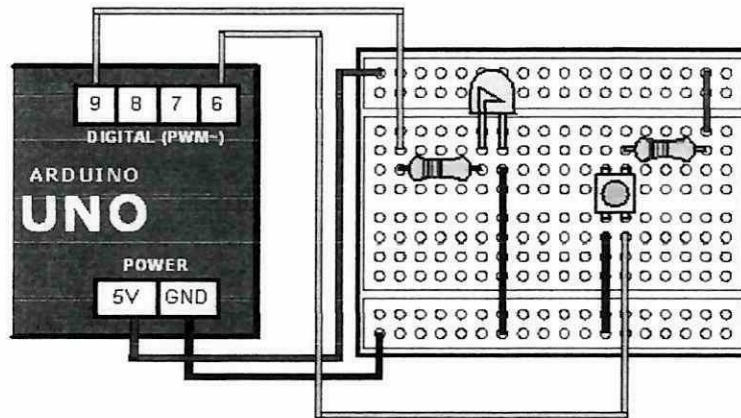 9 8 7 6
DIGITAL (PWM~)
ARDUINO
UNO
POWER
5V GND